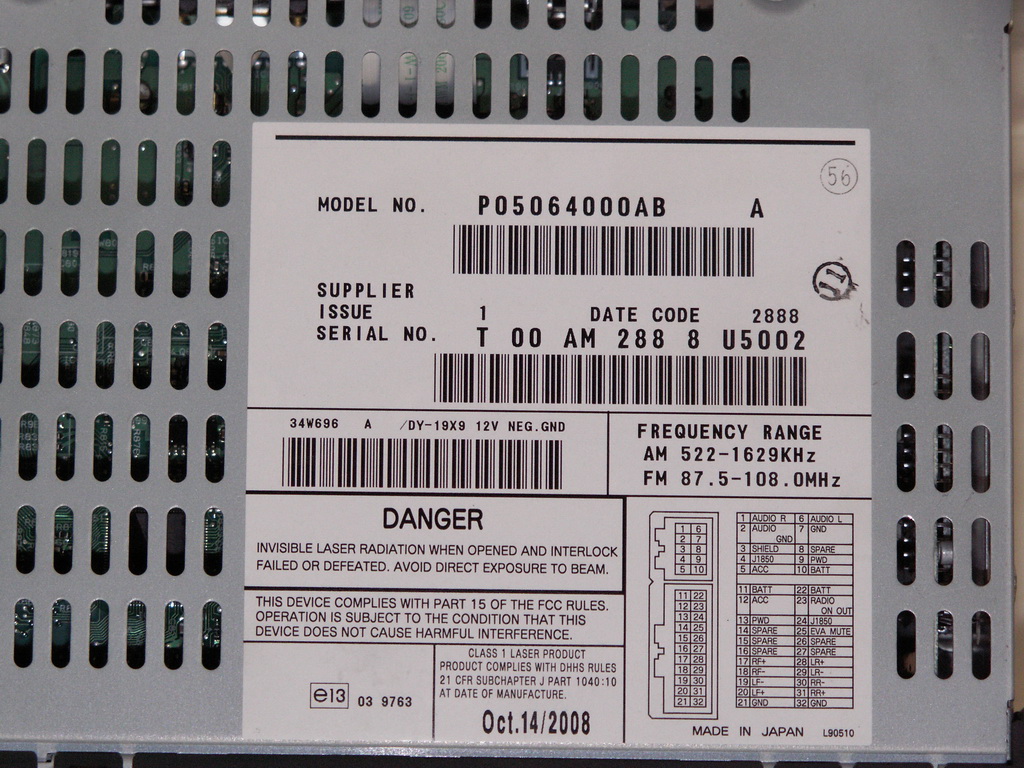 56
MODEL NO. P05064000AB A
SUPPLIER
ISSUE 1 DATE CODE 2888
SERIAL NO. T 00 AM 288 8 U5002
34W696 A /DY-19X9 12V NEG.GND
FREQUENCY RANGE
AM 522-1629KHz
FM 87.5-108.0MHz
DANGER
INVISIBLE LASER RADIATION WHEN OPENED AND INTERLOCK
FAILED OR DEFEATED. AVOID DIRECT EXPOSURE TO BEAM.
THIS DEVICE COMPLIES WITH PART 15 OF THE FCC RULES.
OPERATION IS SUBJECT TO THE CONDITION THAT THIS
DEVICE DOES NOT CAUSE HARMFUL INTERFERENCE.
e13 03 9763
CLASS 1 LASER PRODUCT
PRODUCT COMPLIES WITH DHHS RULES
21 CFR SUBCHAPTER J PART 1040:10
AT DATE OF MANUFACTURE.
Oct.14/2008
1 6
2 7
3 8
4 9
5 10
11 22
12 23
13 24
14 25
15 26
16 27
17 28
18 29
19 30
20 31
21 32
1 AUDIO R 6 AUDIO L
2 AUDIO GND 7 GND
3 SHIELD 8 SPARE
4 J1850 9 PWD
5 ACC 10 BATT
11 BATT 22 BATT
12 ACC 23 RADIO ON OUT
13 PWD 24 J1850
14 SPARE 25 EVA MUTE
15 SPARE 26 SPARE
16 SPARE 27 SPARE
17 RF+ 28 LR+
18 RF- 29 LR-
19 LF- 30 RR-
20 LF+ 31 RR+
21 GND 32 GND
MADE IN JAPAN L90510